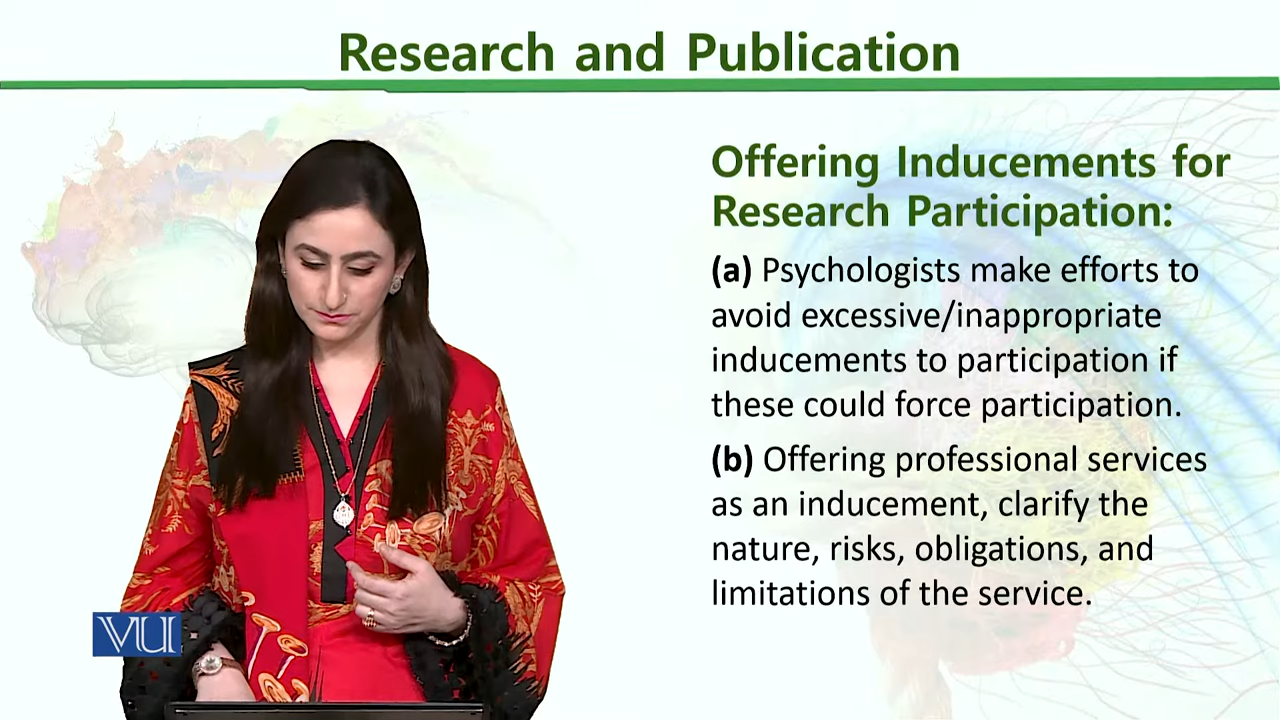 Research and Publication
Offering Inducements for
Research Participation:
(a) Psychologists make efforts to
avoid excessive/inappropriate
inducements to participation if
these could force participation.
(b) Offering professional services
as an inducement, clarify the
nature, risks, obligations, and
limitations of the service.
VU